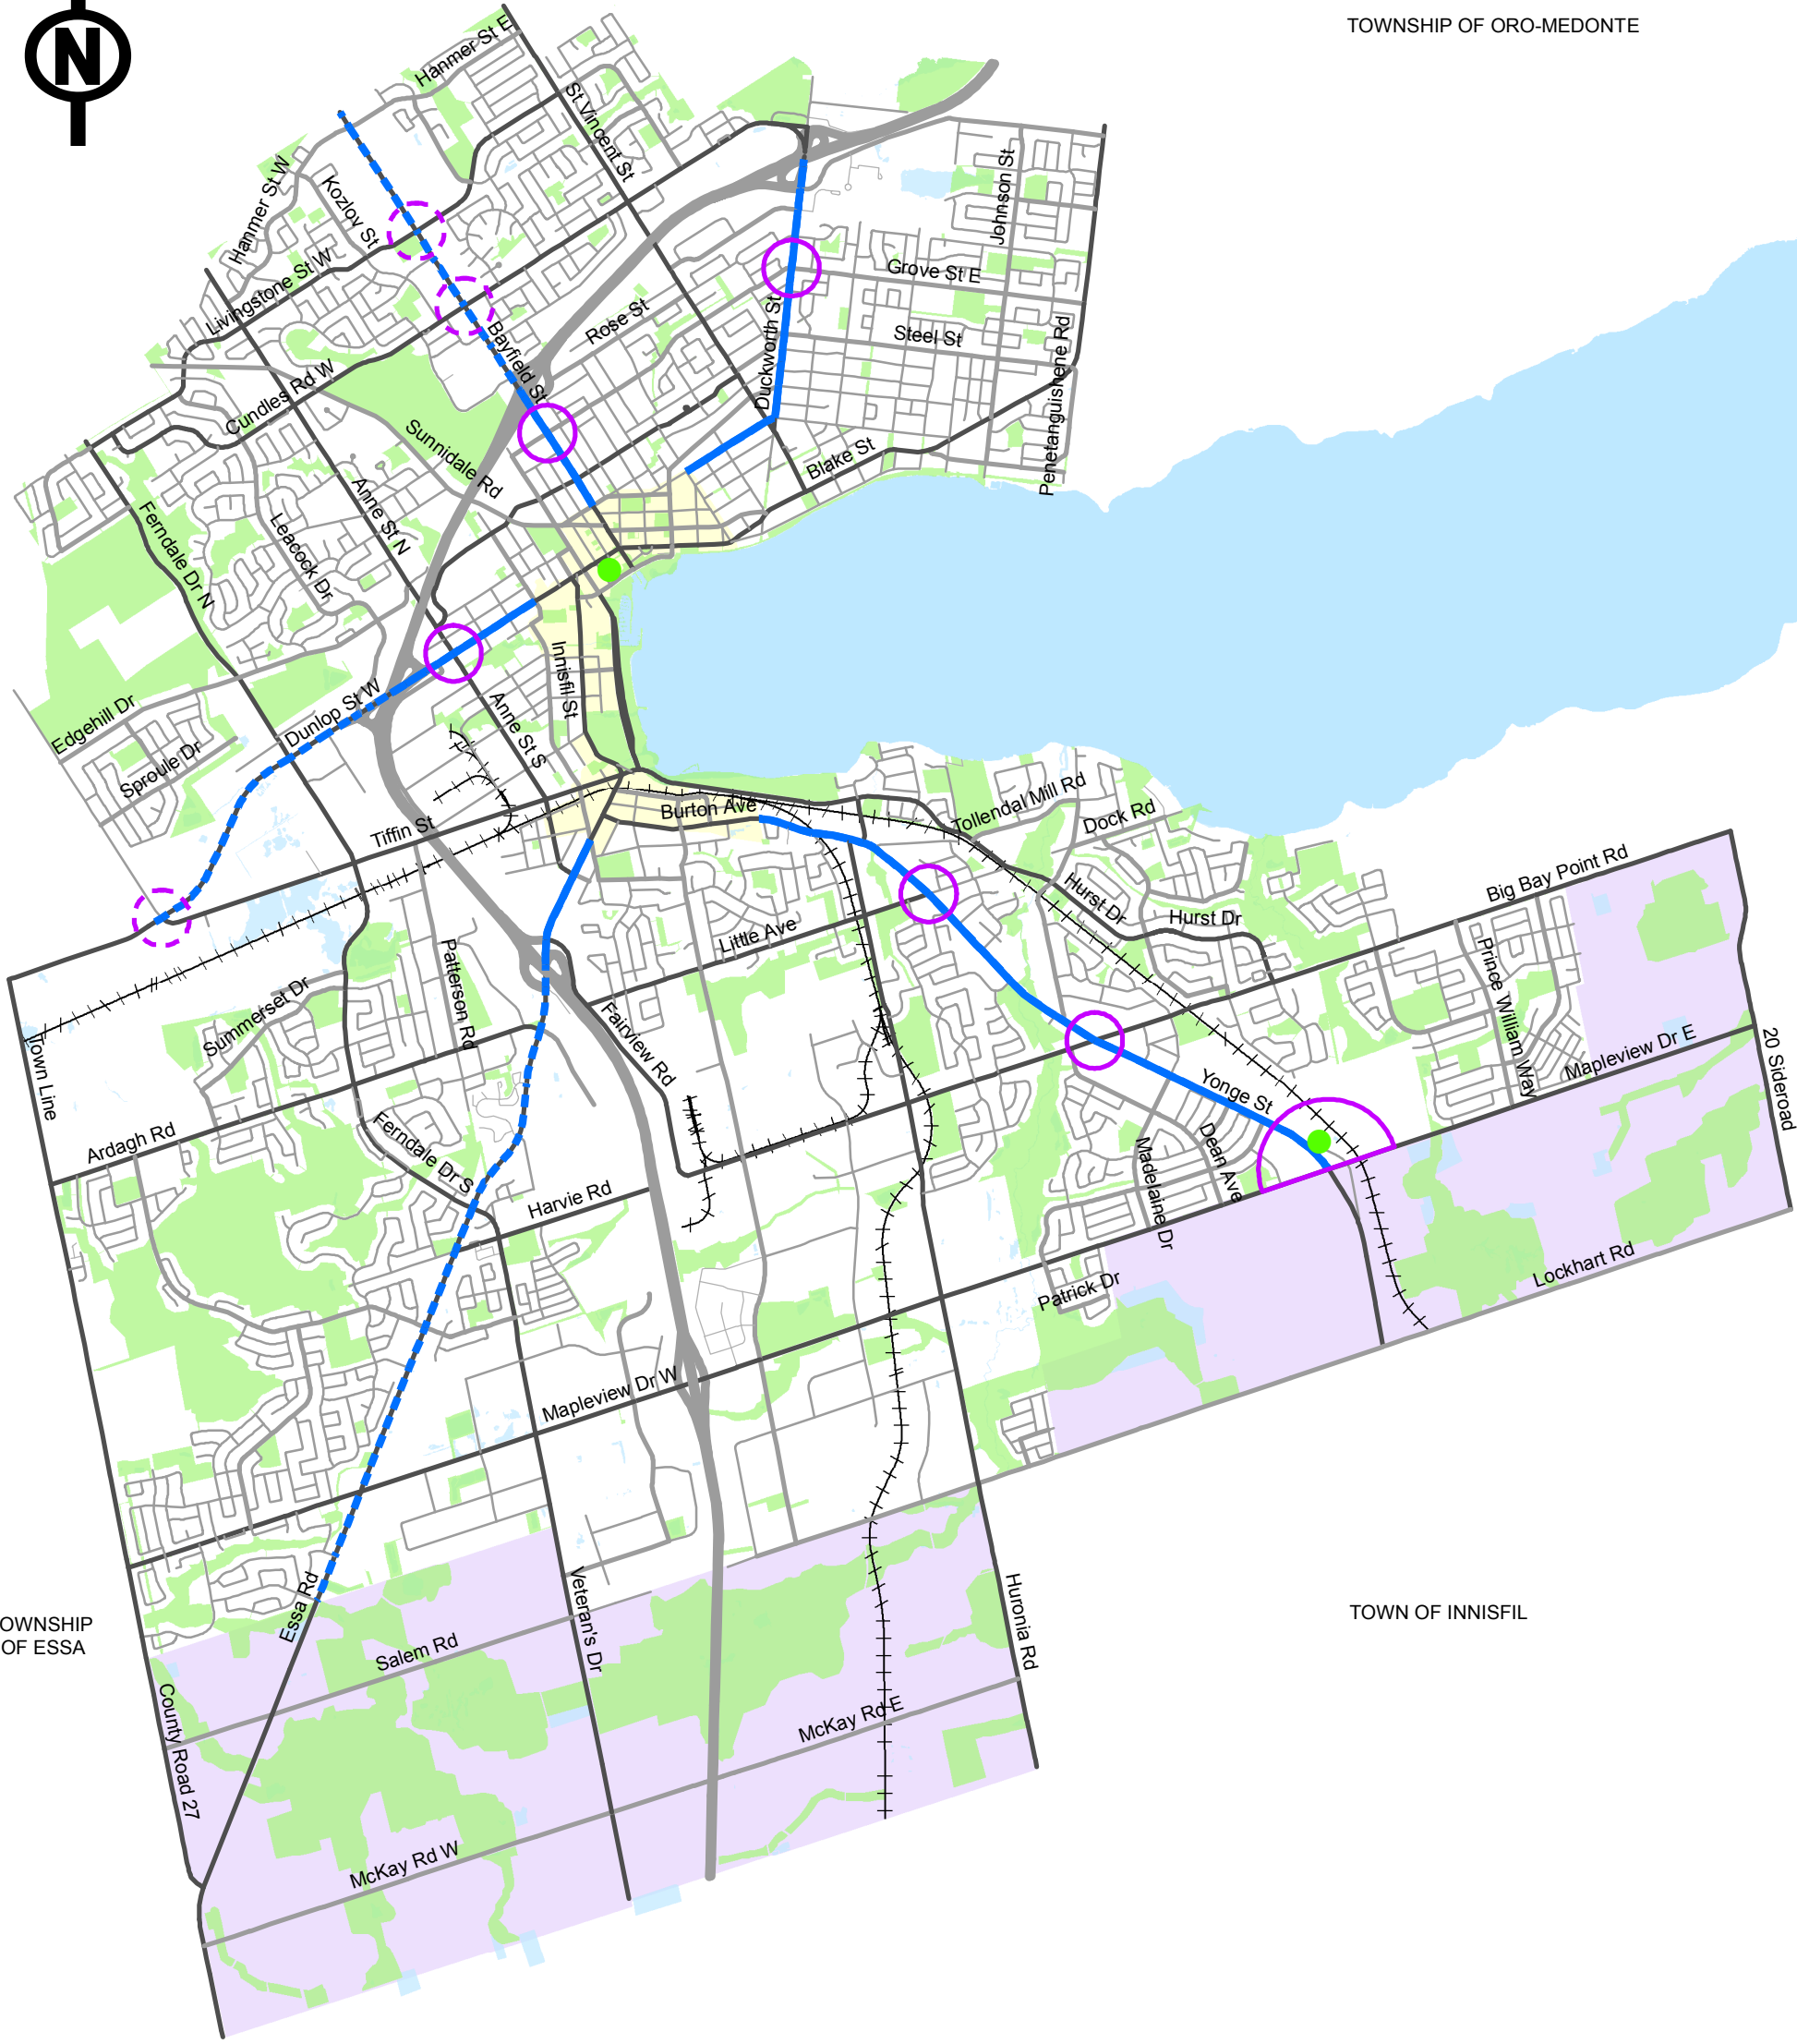 N
TOWNSHIP OF ORO-MEDONTE
Hanmer St E
St Vincent St
Hanmer St W
Kozlov St
Johnson St
Livingstone St W
Grove St E
Rose St
Bayfield St
Duckworth St
Steel St
Cundles Rd W
Penetanguishene Rd
Sunnidale Rd
Blake St
Anne St N
Ferndale Dr N
Leacock Dr
Innisfil St
Edgehill Dr
Dunlop St W
Anne St S
Sproule Dr
Burton Ave
Tollendal Mill Rd
Dock Rd
Tiffin St
Big Bay Point Rd
Hurst Dr
Hurst Dr
Little Ave
Patterson Rd
Prince William Way
Summerset Dr
Fairview Rd
Town Line
Mapleview Dr E
20 Sideroad
Yonge St
Ardagh Rd
Ferndale Dr S
Dean Ave
Madelaine Dr
Harvie Rd
Lockhart Rd
Patrick Dr
Mapleview Dr W
Essa Rd
Veteran's Dr
Huronia Rd
OWNSHIP
OF ESSA
TOWN OF INNISFIL
Salem Rd
County Road 27
McKay Rd E
McKay Rd W